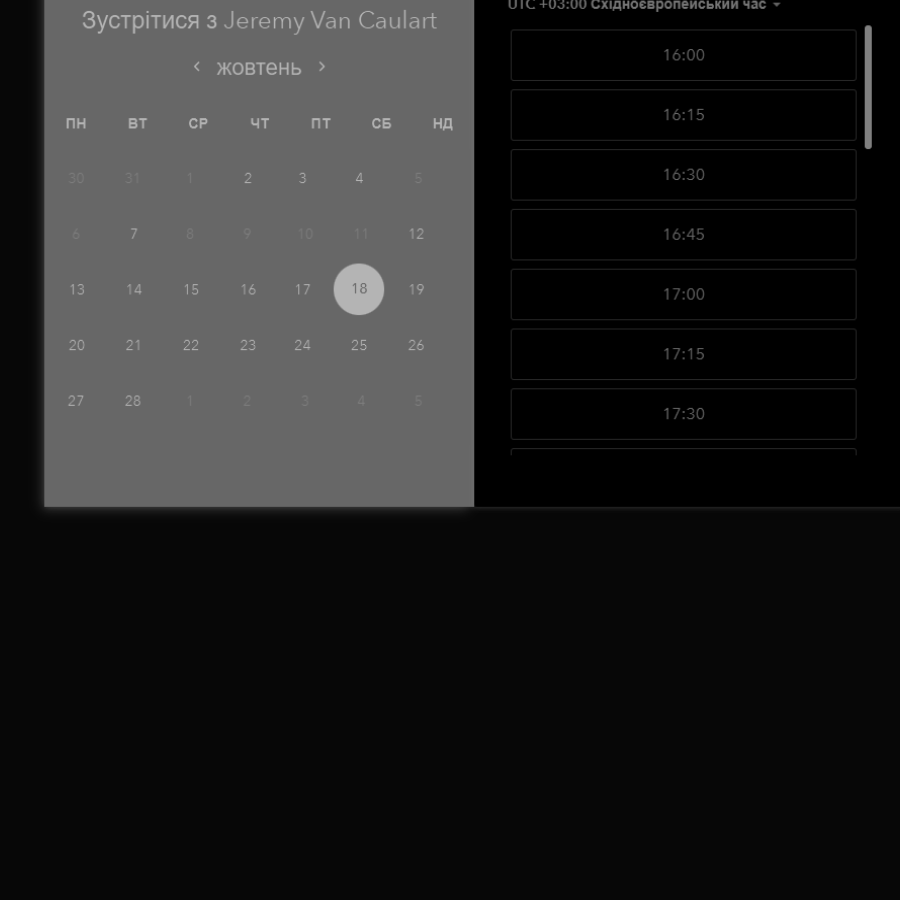 Зустрітися з Jeremy Van Caulart
< жовтень >
ПН ВТ СР ЧТ ПТ СБ НД
30 31 1 2 3 4 5
6 7 8 9 10 11 12
13 14 15 16 17 18 19
20 21 22 23 24 25 26
27 28 1 2 3 4 5
UTC +03:00 Східноєвропейський час
16:00
16:15
16:30
16:45
17:00
17:15
17:30